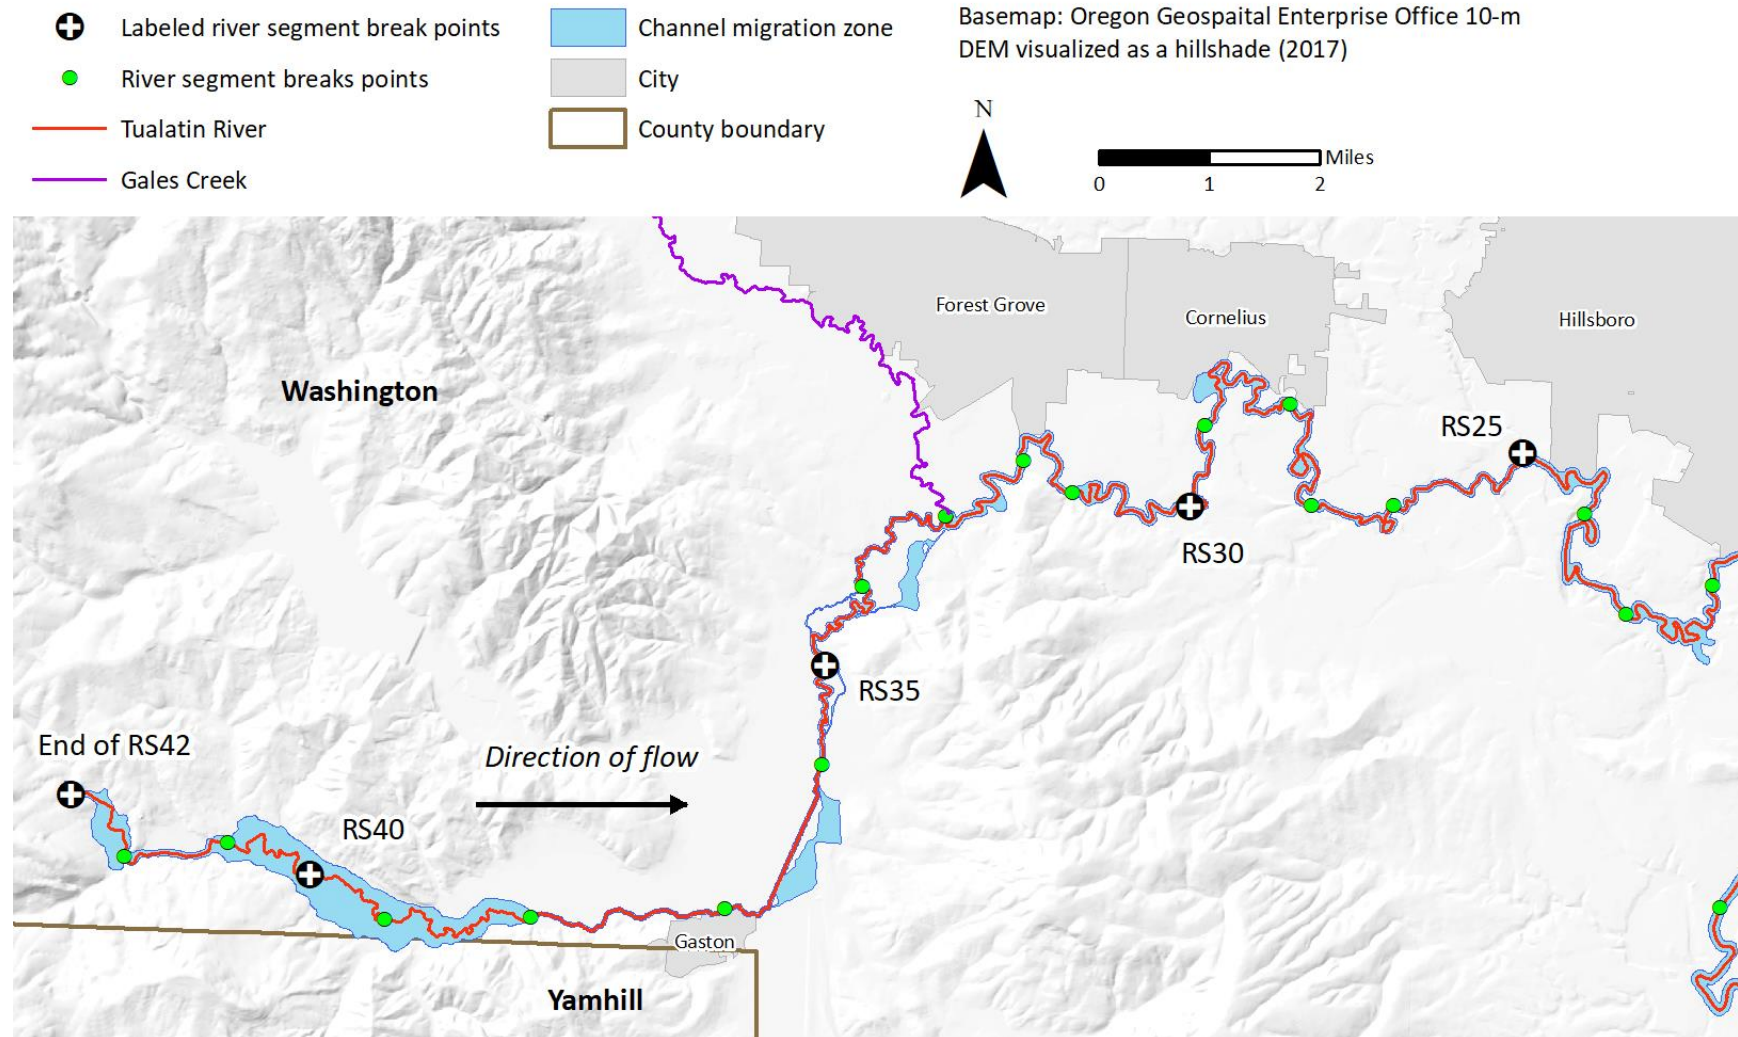 Labeled river segment break points
River segment breaks points
Tualatin River
Gales Creek
Channel migration zone
City
County boundary
Basemap: Oregon Geospaital Enterprise Office 10-m
DEM visualized as a hillshade (2017)
N
Miles
0 1 2
Forest Grove
Cornelius
Hillsboro
Washington
RS25
RS30
RS35
End of RS42
Direction of flow
RS40
Gaston
Yamhill